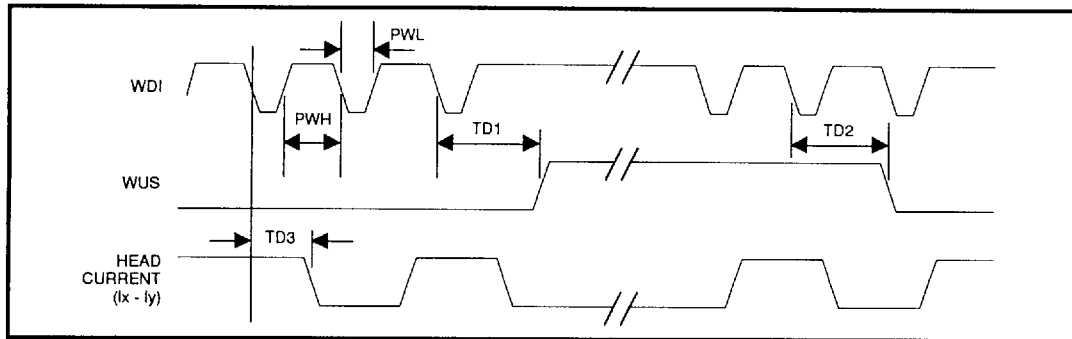 PWL
WDI
PWH
TD1
TD2
WUS
TD3
HEAD
CURRENT
(Ix - Iy)